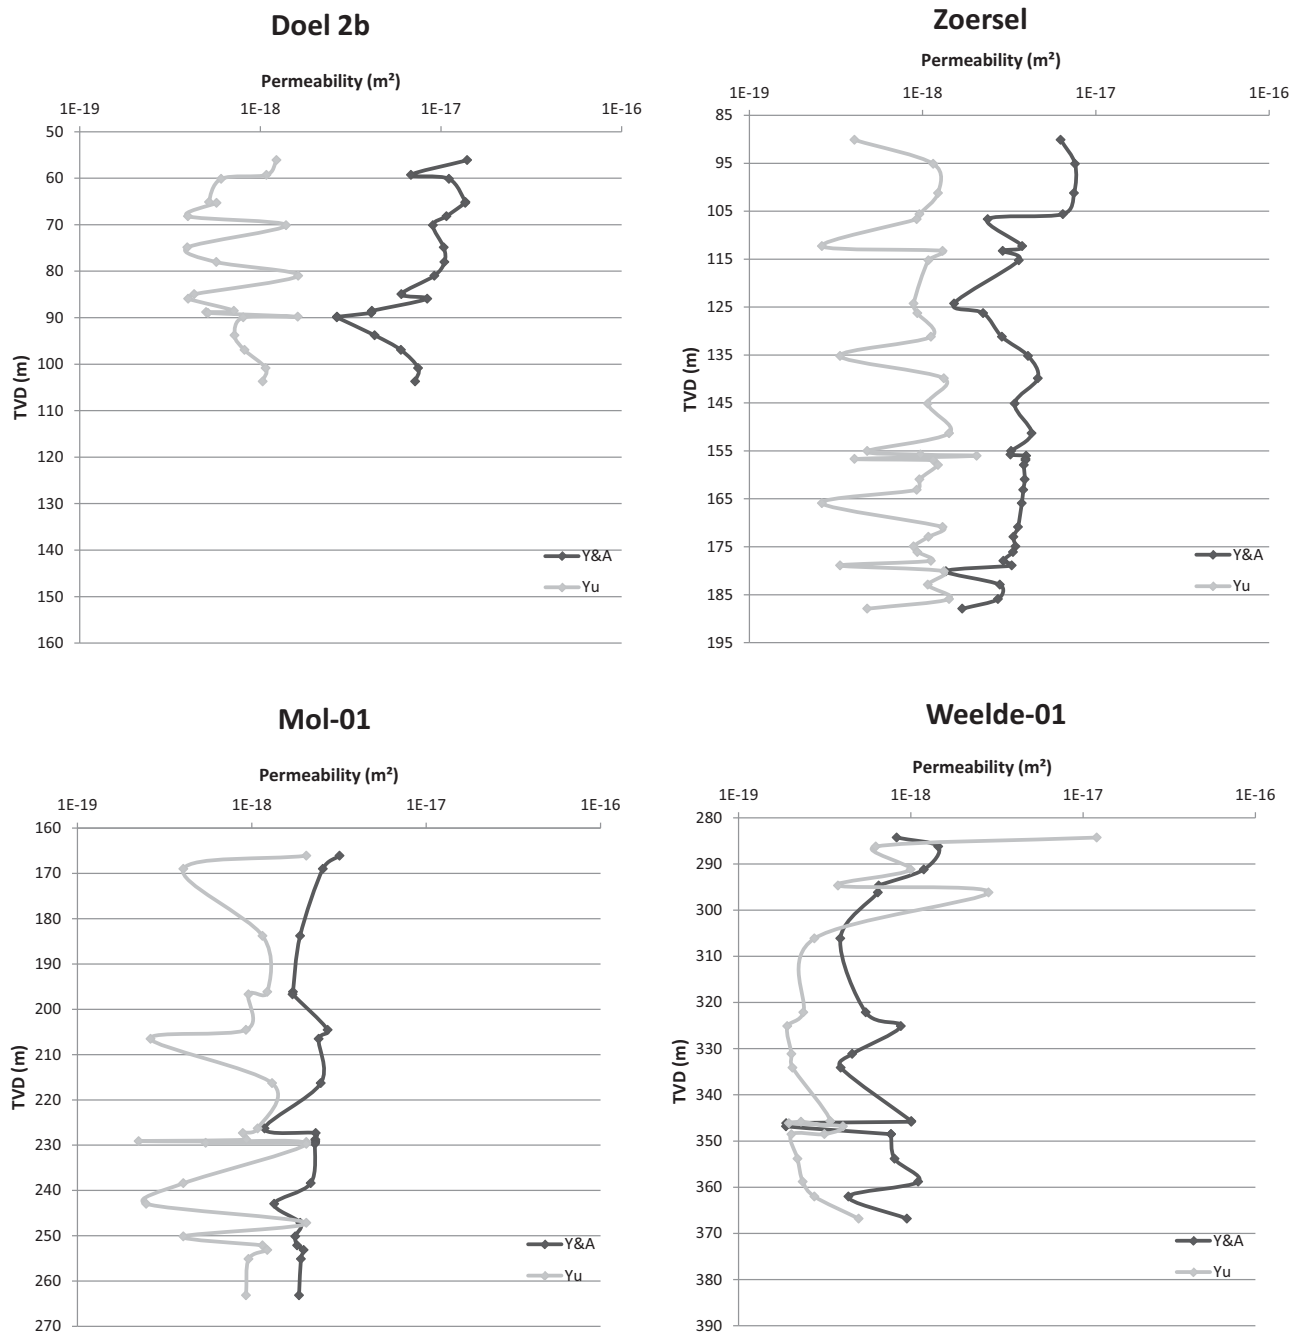 Doel 2b
Permeability (m²)
1E-19 1E-18 1E-17 1E-16
50
60
70
80
90
100
110
120
130
140
150
160
TVD (m)
Y&A
Yu
Zoersel
Permeability (m²)
1E-19 1E-18 1E-17 1E-16
85
95
105
115
125
135
145
155
165
175
185
195
TVD (m)
Y&A
Yu
Mol-01
Permeability (m²)
1E-19 1E-18 1E-17 1E-16
160
170
180
190
200
210
220
230
240
250
260
270
TVD (m)
Y&A
Yu
Weelde-01
Permeability (m²)
1E-19 1E-18 1E-17 1E-16
280
290
300
310
320
330
340
350
360
370
380
390
TVD (m)
Y&A
Yu